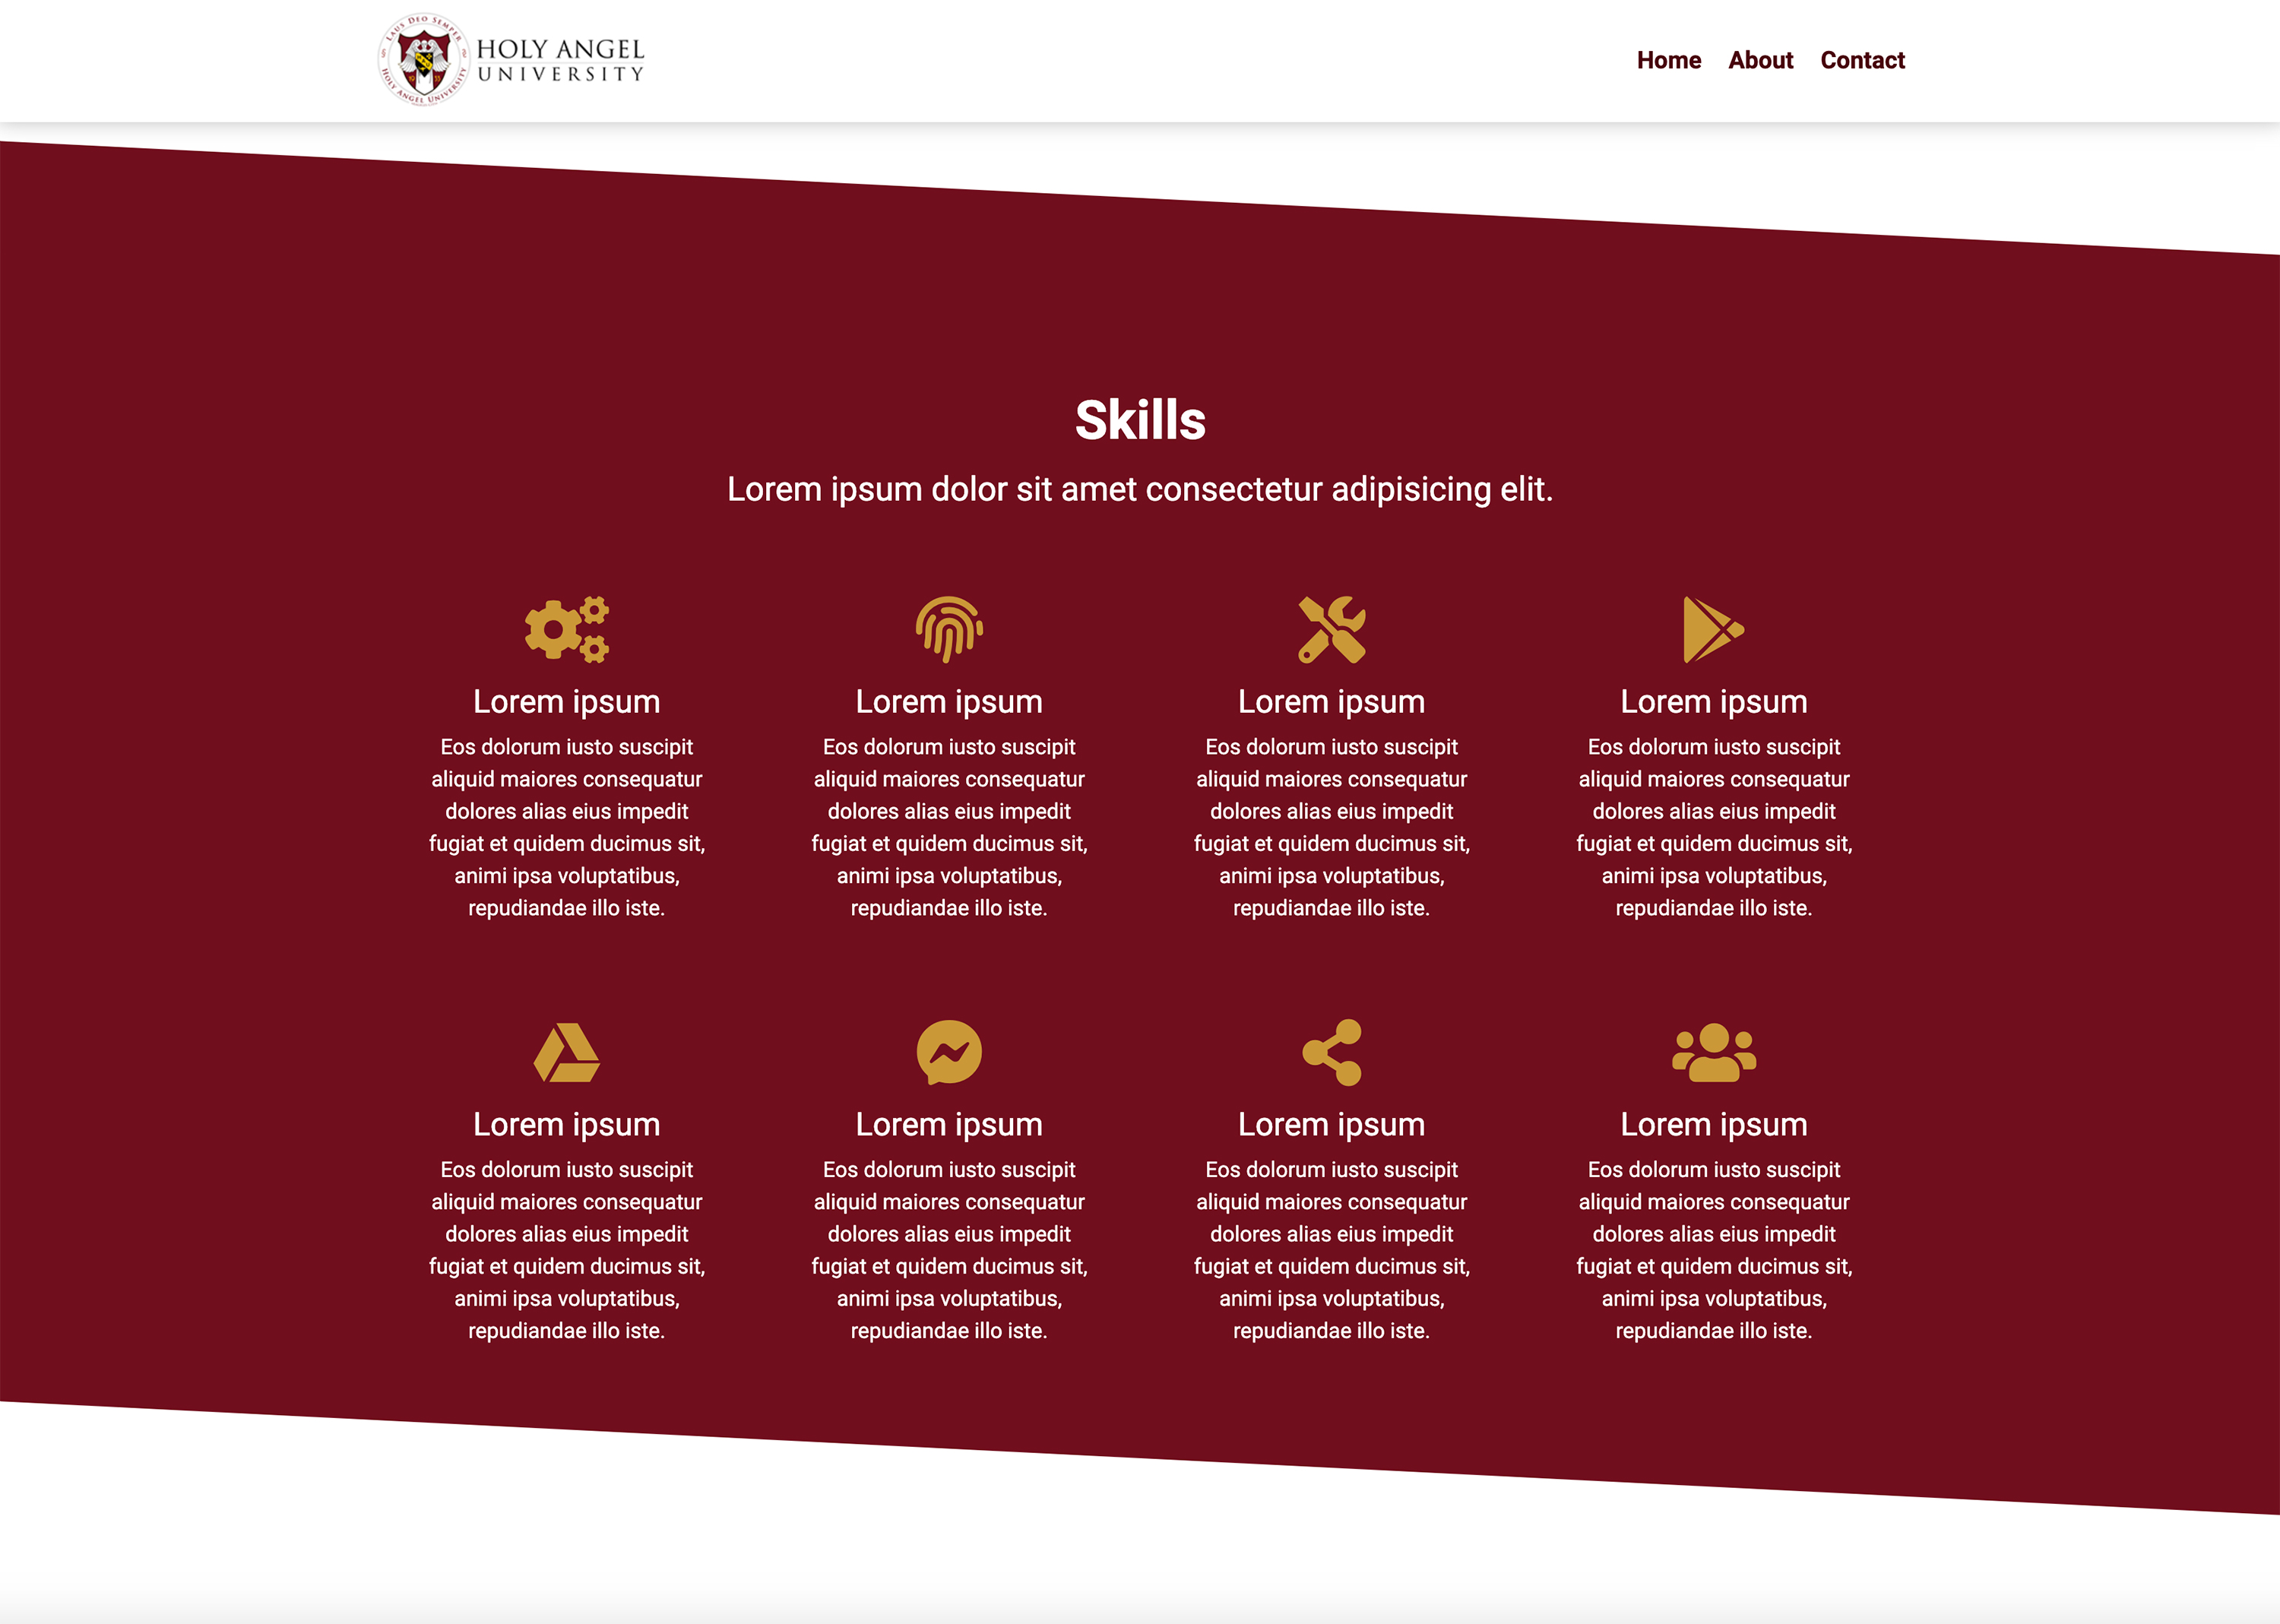 LAUS DEO SEMPER
HOLY ANGEL UNIVERSITY
HOLY ANGEL
UNIVERSITY
Home About Contact
Skills
Lorem ipsum dolor sit amet consectetur adipisicing elit.
Lorem ipsum Lorem ipsum Lorem ipsum Lorem ipsum
Eos dolorum iusto suscipit Eos dolorum iusto suscipit Eos dolorum iusto suscipit Eos dolorum iusto suscipit
aliquid maiores consequatur aliquid maiores consequatur aliquid maiores consequatur aliquid maiores consequatur
dolores alias eius impedit dolores alias eius impedit dolores alias eius impedit dolores alias eius impedit
fugiat et quidem ducimus sit, fugiat et quidem ducimus sit, fugiat et quidem ducimus sit, fugiat et quidem ducimus sit,
animi ipsa voluptatibus, animi ipsa voluptatibus, animi ipsa voluptatibus, animi ipsa voluptatibus,
repudiandae illo iste. repudiandae illo iste. repudiandae illo iste. repudiandae illo iste.
Lorem ipsum Lorem ipsum Lorem ipsum Lorem ipsum
Eos dolorum iusto suscipit Eos dolorum iusto suscipit Eos dolorum iusto suscipit Eos dolorum iusto suscipit
aliquid maiores consequatur aliquid maiores consequatur aliquid maiores consequatur aliquid maiores consequatur
dolores alias eius impedit dolores alias eius impedit dolores alias eius impedit dolores alias eius impedit
fugiat et quidem ducimus sit, fugiat et quidem ducimus sit, fugiat et quidem ducimus sit, fugiat et quidem ducimus sit,
animi ipsa voluptatibus, animi ipsa voluptatibus, animi ipsa voluptatibus, animi ipsa voluptatibus,
repudiandae illo iste. repudiandae illo iste. repudiandae illo iste. repudiandae illo iste.